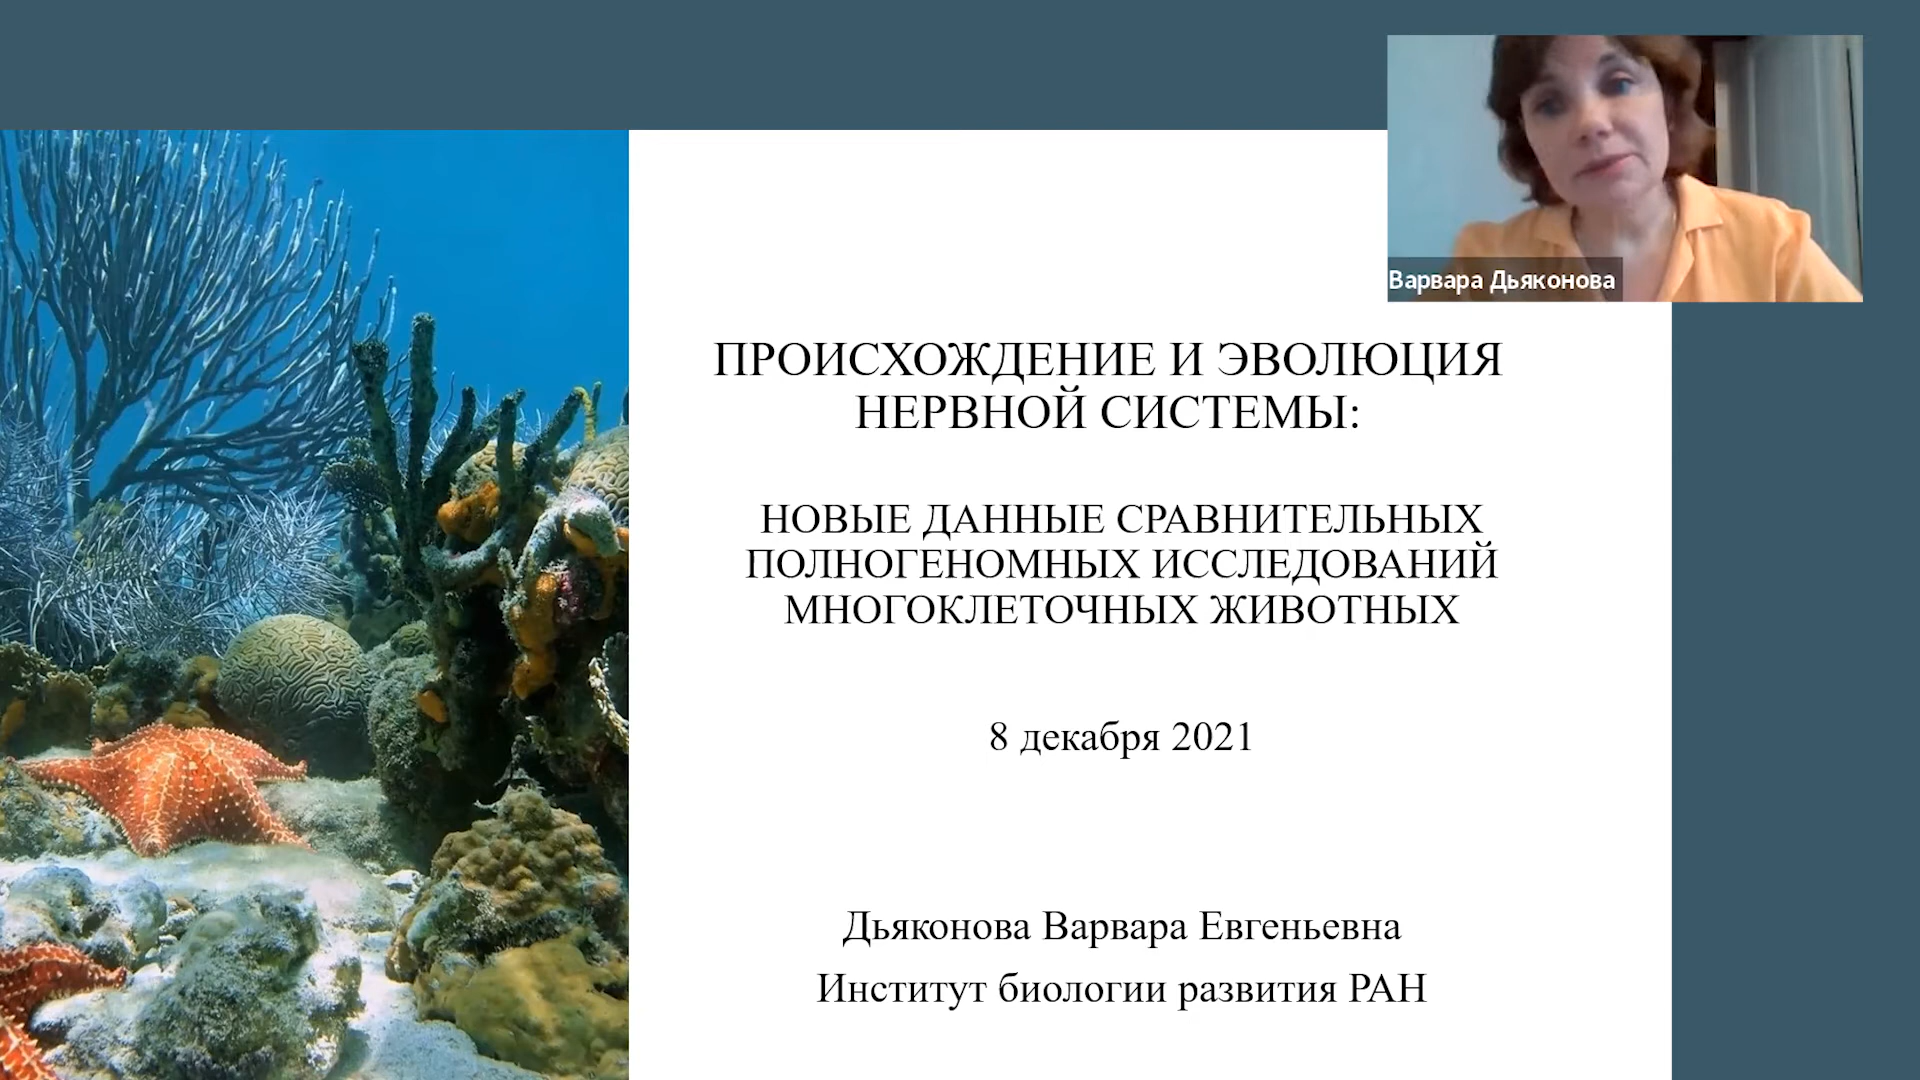 Варвара Дьяконова
ПРОИСХОЖДЕНИЕ И ЭВОЛЮЦИЯ
НЕРВНОЙ СИСТЕМЫ:
НОВЫЕ ДАННЫЕ СРАВНИТЕЛЬНЫХ
ПОЛНОГЕНОМНЫХ ИССЛЕДОВАНИЙ
МНОГОКЛЕТОЧНЫХ ЖИВОТНЫХ
8 декабря 2021
Дьяконова Варвара Евгеньевна
Институт биологии развития РАН